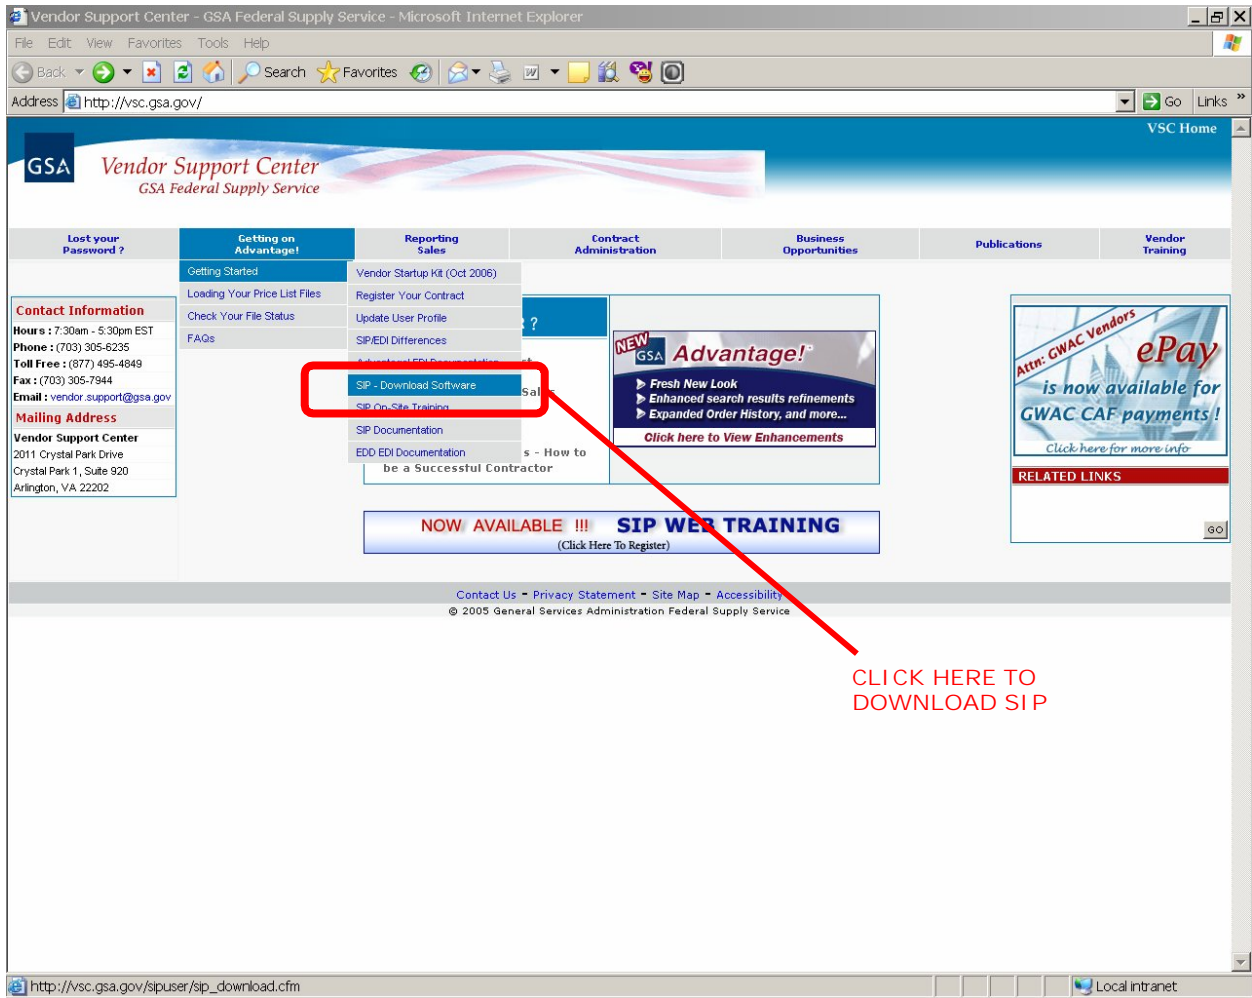 Vendor Support Center - GSA Federal Supply Service - Microsoft Internet Explorer
File Edit View Favorites Tools Help
Back Search Favorites
Address http://vsc.gsa.gov/ Go Links »
VSC Home
GSA Vendor Support Center
GSA Federal Supply Service
Lost your Password ?
Getting on Advantage!
Reporting Sales
Contract Administration
Business Opportunities
Publications
Vendor Training
Getting Started
Loading Your Price List Files
Check Your File Status
FAQs
Vendor Startup Kit (Oct 2006)
Register Your Contract
Update User Profile
SIP/EDI Differences
Advantage! EDI Documentation
SIP - Download Software
SIP On-Site Training
SIP Documentation
EDD EDI Documentation
Contact Information
Hours : 7:30am - 5:30pm EST
Phone : (703) 305-6235
Toll Free : (877) 495-4849
Fax : (703) 305-7944
Email : vendor.support@gsa.gov
Mailing Address
Vendor Support Center
2011 Crystal Park Drive
Crystal Park 1, Suite 920
Arlington, VA 22202
?
s - How to
be a Successful Contractor
NEW GSA Advantage!
Fresh New Look
Enhanced search results refinements
Expanded Order History, and more...
Click here to View Enhancements
Attn: GWAC Vendors
ePay
is now available for
GWAC CAF payments !
Click here for more info
RELATED LINKS
GO
NOW AVAILABLE !!! SIP WEB TRAINING
(Click Here To Register)
Contact Us - Privacy Statement - Site Map - Accessibility
© 2005 General Services Administration Federal Supply Service
CLICK HERE TO
DOWNLOAD SIP
http://vsc.gsa.gov/sipuser/sip_download.cfm
Local intranet